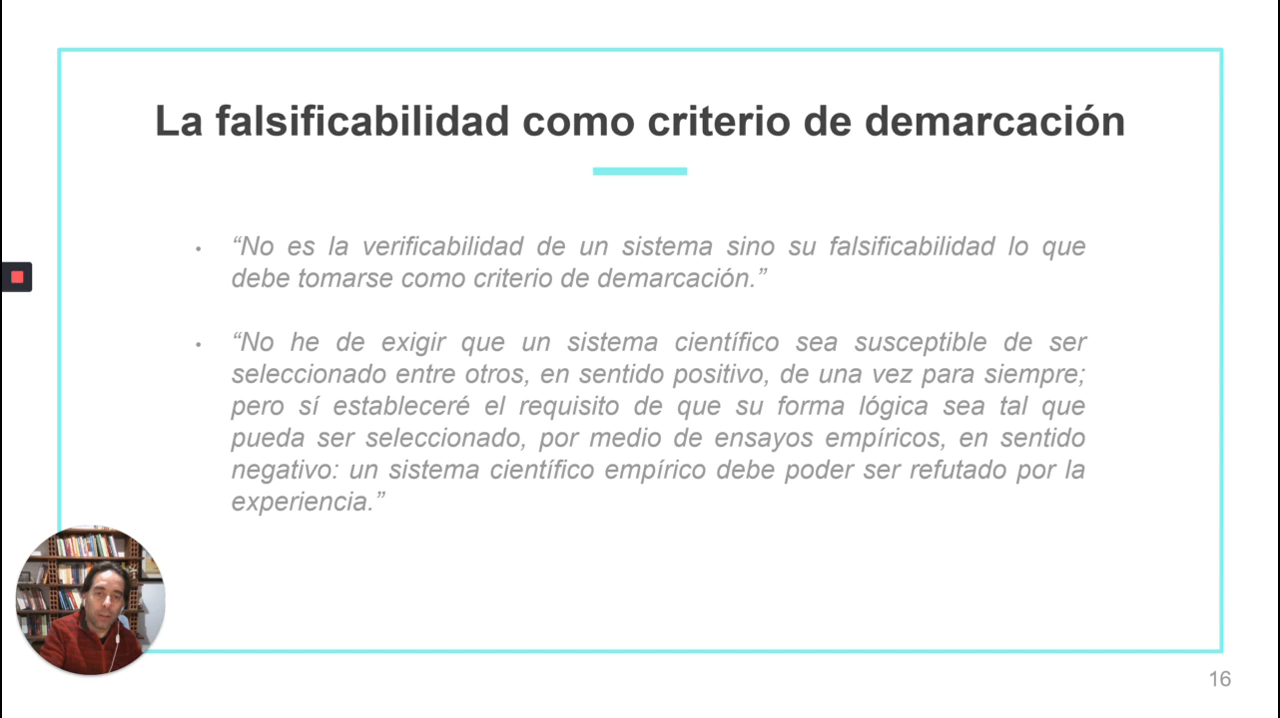 La falsificabilidad como criterio de demarcación
• “No es la verificabilidad de un sistema sino su falsificabilidad lo que
debe tomarse como criterio de demarcación.”
• “No he de exigir que un sistema científico sea susceptible de ser
seleccionado entre otros, en sentido positivo, de una vez para siempre;
pero sí estableceré el requisito de que su forma lógica sea tal que
pueda ser seleccionado, por medio de ensayos empíricos, en sentido
negativo: un sistema científico empírico debe poder ser refutado por la
experiencia.”
16